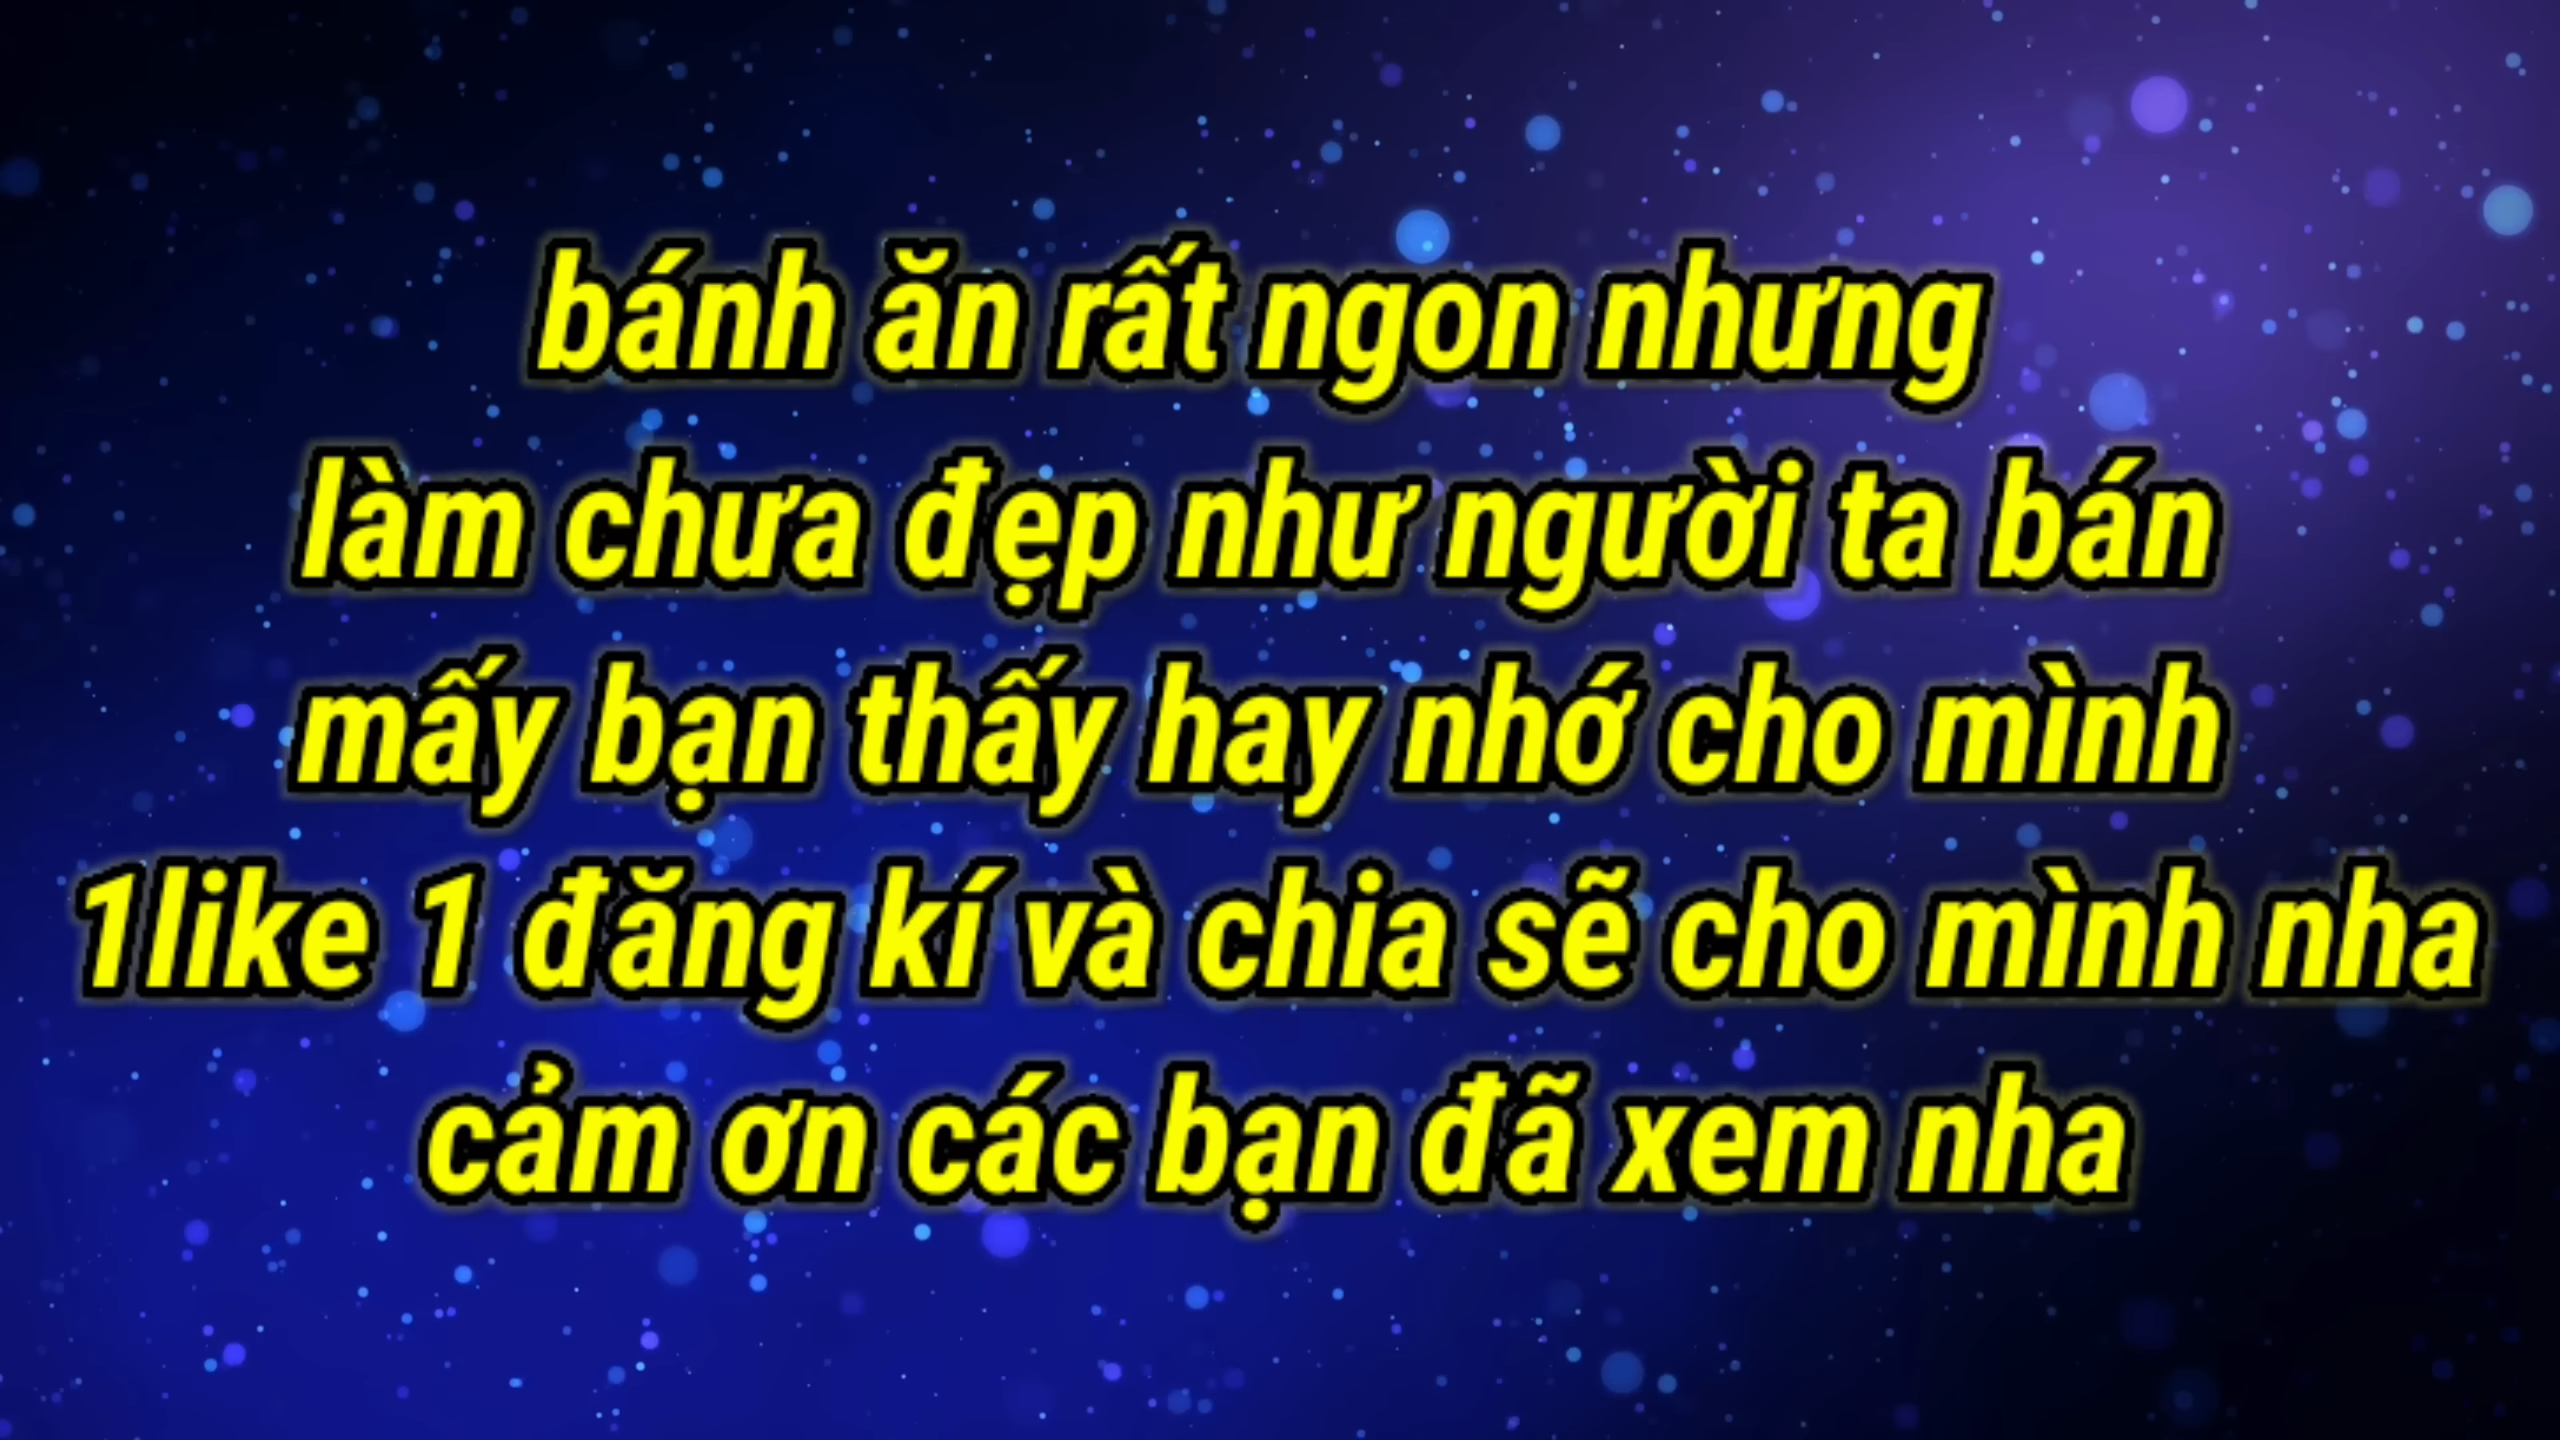 bánh ăn rất ngon nhưng
làm chưa đẹp như người ta bán
mấy bạn thấy hay nhớ cho mình
1like 1 đăng kí và chia sẽ cho mình nha
cảm ơn các bạn đã xem nha